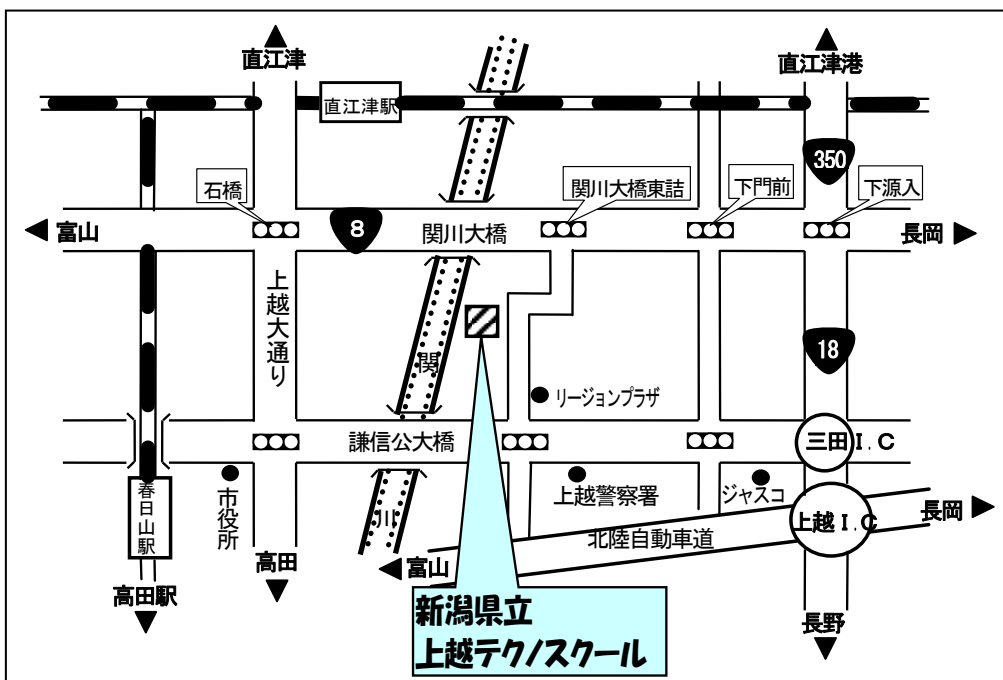 直江津
直江津港
直江津駅
350
石橋
関川大橋東詰
下門前
下源入
富山
8
関川大橋
長岡
上越大通り
18
関
リージョンプラザ
謙信公大橋
三田I.C
春日山駅
市役所
川
上越警察署
ジャスコ
上越I.C
長岡
北陸自動車道
高田
富山
高田駅
長野
新潟県立
上越テクノスクール